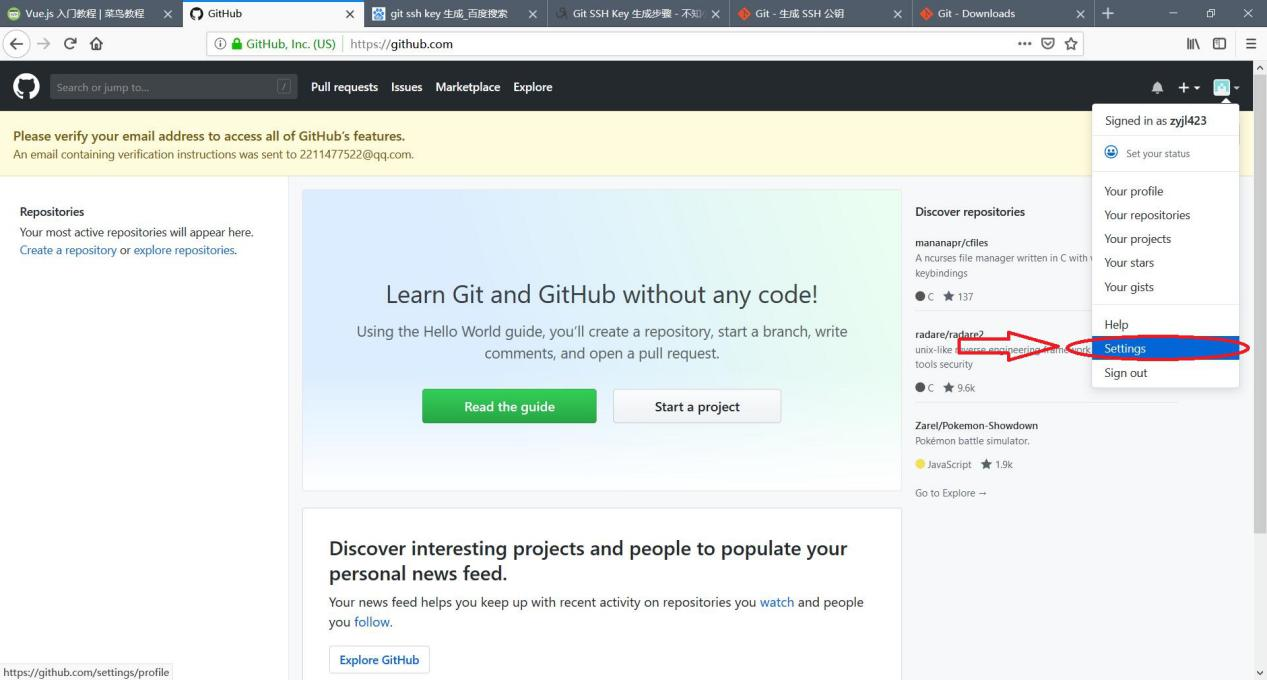 Vue.js 入门教程 | 菜鸟教程
GitHub
git ssh key 生成_百度搜索
Git SSH Key 生成步骤 - 不知
Git - 生成 SSH 公钥
Git - Downloads
GitHub, Inc. (US)
https://github.com
Search or jump to...
/
Pull requests
Issues
Marketplace
Explore
Please verify your email address to access all of GitHub's features.
An email containing verification instructions was sent to 2211477522@qq.com.
Signed in as zyjl423
Set your status
Your profile
Your repositories
Your projects
Your stars
Your gists
Help
Settings
Sign out
Repositories
Your most active repositories will appear here.
Create a repository or explore repositories.
Learn Git and GitHub without any code!
Using the Hello World guide, you'll create a repository, start a branch, write
comments, and open a pull request.
Read the guide
Start a project
Discover interesting projects and people to populate your
personal news feed.
Your news feed helps you keep up with recent activity on repositories you watch and people
you follow.
Explore GitHub
Discover repositories
mananapr/cfiles
A ncurses file manager written in C with
keybindings
C 137
radare/radare2
unix-like reverse engineering framework
tools security
C 9.6k
Zarel/Pokemon-Showdown
Pokémon battle simulator.
JavaScript 1.9k
Go to Explore →
https://github.com/settings/profile